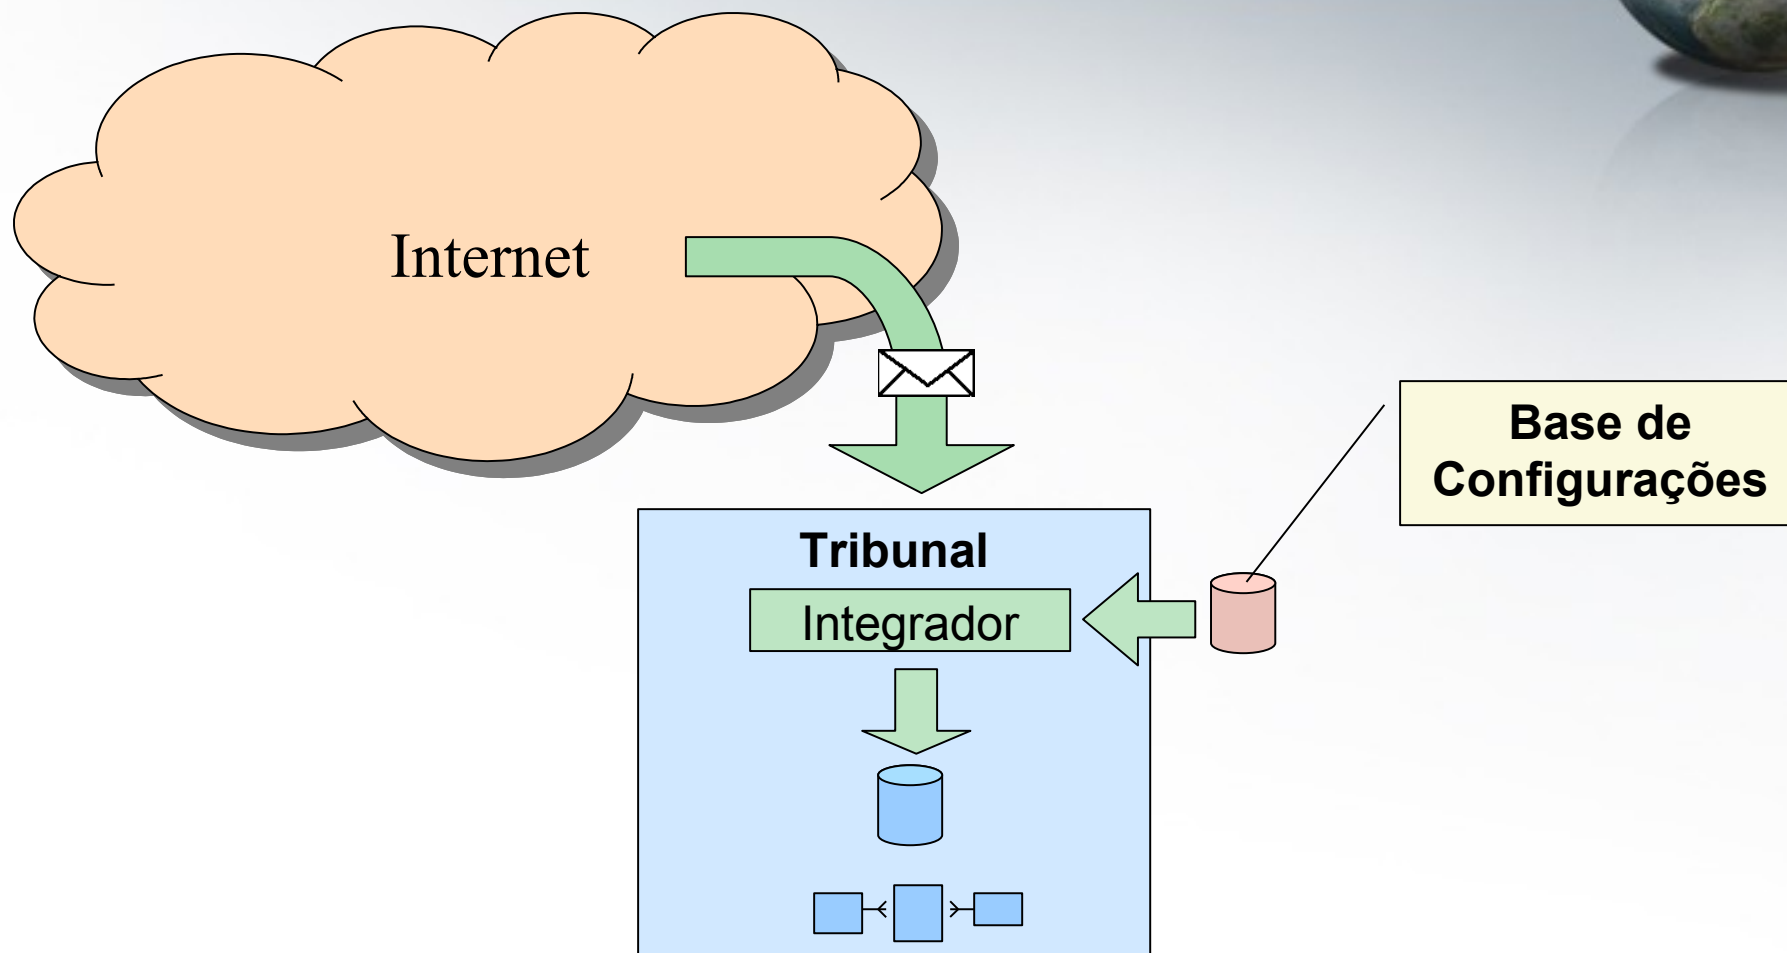 Internet
Base de
Configurações
Tribunal
Integrador